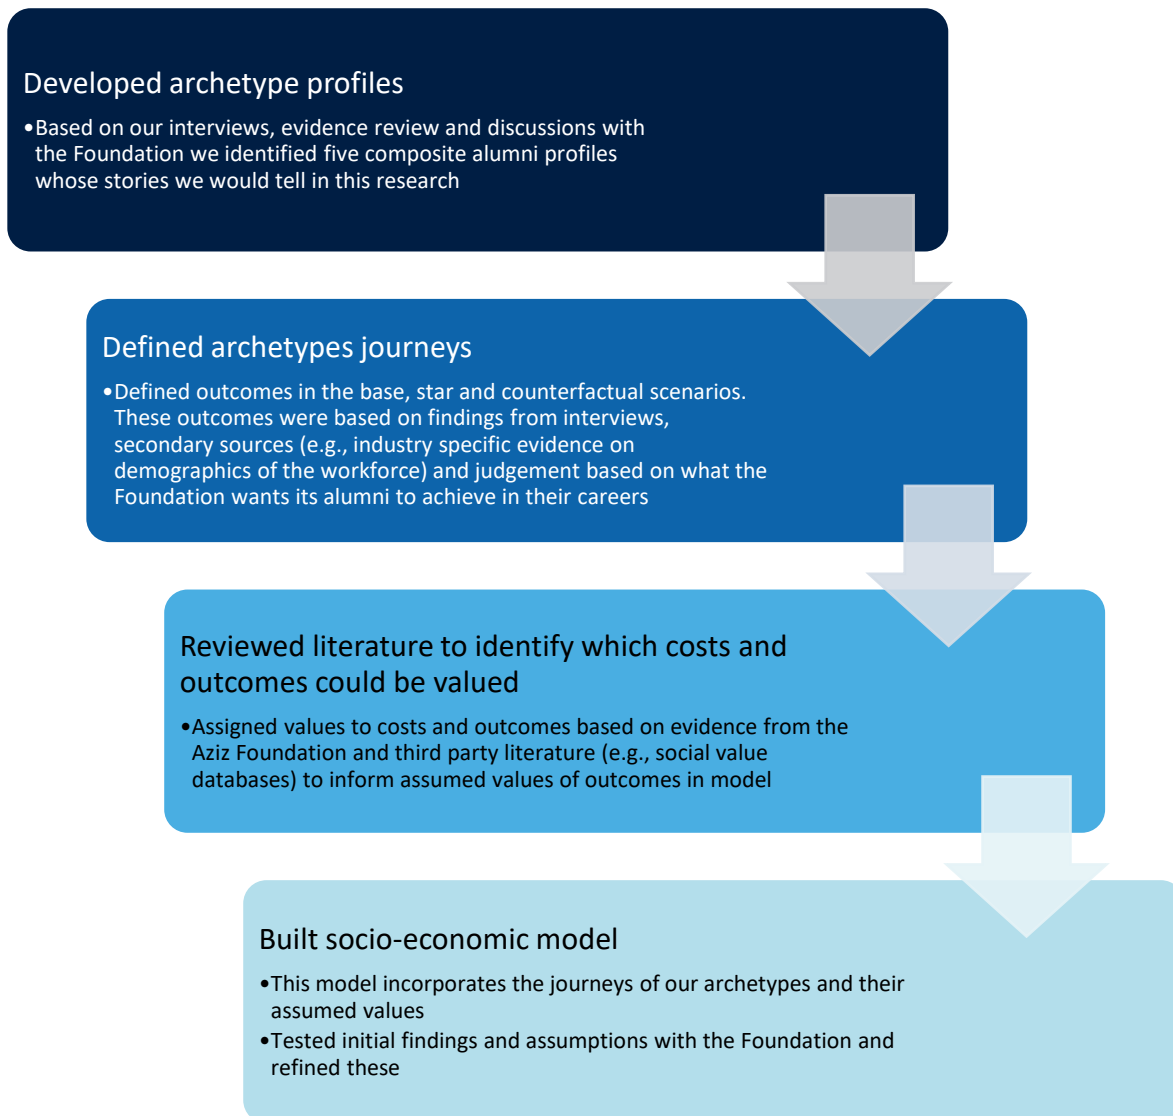 Developed archetype profiles
•Based on our interviews, evidence review and discussions with
the Foundation we identified five composite alumni profiles
whose stories we would tell in this research
Defined archetypes journeys
•Defined outcomes in the base, star and counterfactual scenarios.
These outcomes were based on findings from interviews,
secondary sources (e.g., industry specific evidence on
demographics of the workforce) and judgement based on what the
Foundation wants its alumni to achieve in their careers
Reviewed literature to identify which costs and
outcomes could be valued
•Assigned values to costs and outcomes based on evidence from the
Aziz Foundation and third party literature (e.g., social value
databases) to inform assumed values of outcomes in model
Built socio-economic model
•This model incorporates the journeys of our archetypes and their
assumed values
•Tested initial findings and assumptions with the Foundation and
refined these